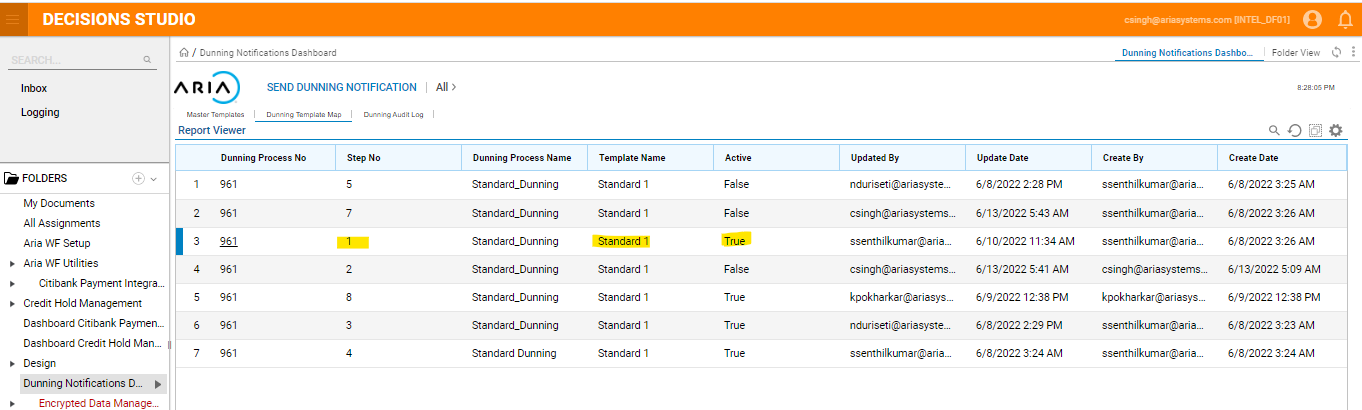 DECISIONS STUDIO
csingh@ariasystems.com [INTEL_DF01]
SEARCH...
Inbox
Logging
FOLDERS
My Documents
All Assignments
Aria WF Setup
Aria WF Utilities
Citibank Payment Integra...
Credit Hold Management
Dashboard Citibank Paymen...
Dashboard Credit Hold Man...
Design
Dunning Notifications D...
Encrypted Data Manage...
/ Dunning Notifications Dashboard
Dunning Notifications Dashbo...
Folder View
ARIA SEND DUNNING NOTIFICATION | All >
8:28:05 PM
Master Templates | Dunning Template Map | Dunning Audit Log |
Report Viewer
Dunning Process No Step No Dunning Process Name Template Name Active Updated By Update Date Create By Create Date
1 961 5 Standard_Dunning Standard 1 False nduriseti@ariasyste... 6/8/2022 2:28 PM ssenthilkumar@aria... 6/8/2022 3:25 AM
2 961 7 Standard_Dunning Standard 1 False csingh@ariasystems... 6/13/2022 5:43 AM ssenthilkumar@aria... 6/8/2022 3:26 AM
3 961 1 Standard_Dunning Standard 1 True ssenthilkumar@aria... 6/10/2022 11:34 AM ssenthilkumar@aria... 6/8/2022 3:26 AM
4 961 2 Standard_Dunning Standard 1 False csingh@ariasystems... 6/13/2022 5:41 AM csingh@ariasystems... 6/13/2022 5:09 AM
5 961 8 Standard_Dunning Standard 1 True kpokharkar@ariasys... 6/9/2022 12:38 PM kpokharkar@ariasys... 6/9/2022 12:38 PM
6 961 3 Standard_Dunning Standard 1 True nduriseti@ariasyste... 6/8/2022 2:29 PM ssenthilkumar@aria... 6/8/2022 3:23 AM
7 961 4 Standard Dunning Standard 1 True ssenthilkumar@aria... 6/8/2022 3:24 AM ssenthilkumar@aria... 6/8/2022 3:24 AM